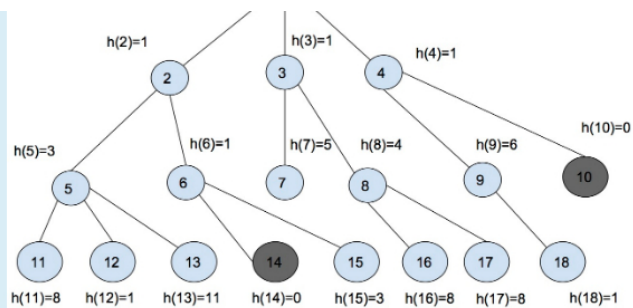 h(2)=1 h(3)=1 h(4)=1
2 3 4
h(10)=0
h(5)=3 h(6)=1 h(7)=5 h(8)=4 h(9)=6
5 6 7 8 9 10
11 12 13 14 15 16 17 18
h(11)=8 h(12)=1 h(13)=11 h(14)=0 h(15)=3 h(16)=8 h(17)=8 h(18)=1